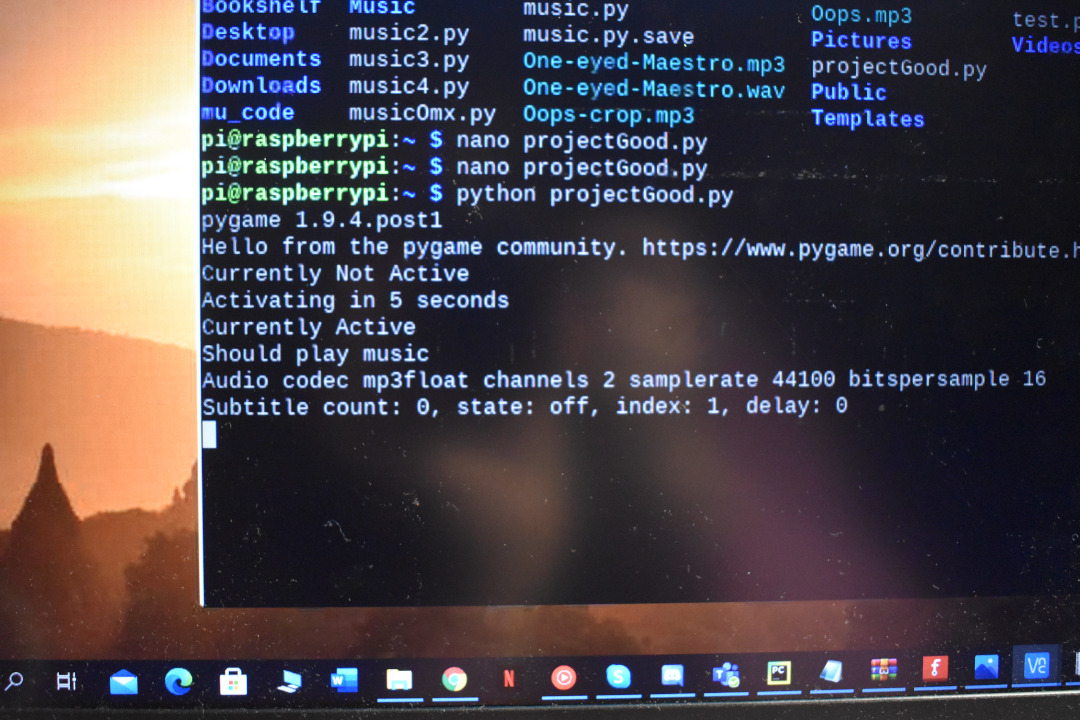 Bookshelf Music music.py Oops.mp3 test.p
Desktop music2.py music.py.save Pictures Videos
Documents music3.py One-eyed-Maestro.mp3 projectGood.py
Downloads music4.py One-eyed-Maestro.wav Public
mu_code musicOmx.py Oops-crop.mp3 Templates
pi@raspberrypi:~ $ nano projectGood.py
pi@raspberrypi:~ $ nano projectGood.py
pi@raspberrypi:~ $ python projectGood.py
pygame 1.9.4.post1
Hello from the pygame community. https://www.pygame.org/contribute.h
Currently Not Active
Activating in 5 seconds
Currently Active
Should play music
Audio codec mp3float channels 2 samplerate 44100 bitspersample 16
Subtitle count: 0, state: off, index: 1, delay: 0
W N S T PC f VC